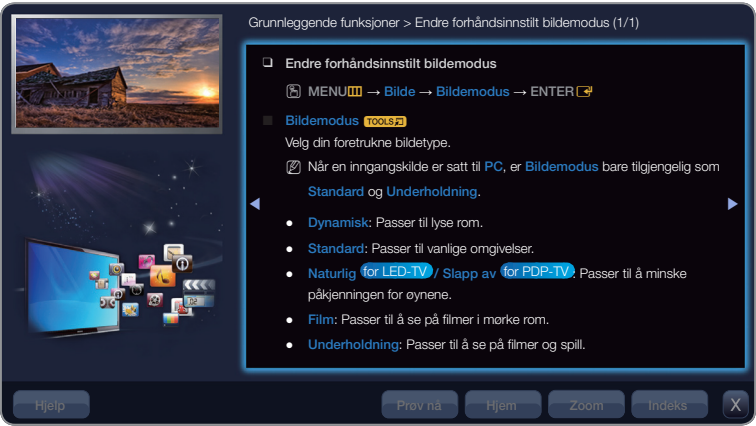 Grunnleggende funksjoner > Endre forhåndsinnstilt bildemodus (1/1)
❑ Endre forhåndsinnstilt bildemodus
MENU → Bilde → Bildemodus → ENTER
Bildemodus TOOLS
Velg din foretrukne bildetype.
Når en inngangskilde er satt til PC, er Bildemodus bare tilgjengelig som
Standard og Underholdning.
● Dynamisk: Passer til lyse rom.
● Standard: Passer til vanlige omgivelser.
● Naturlig for LED-TV / Slapp av for PDP-TV: Passer til å minske
påkjenningen for øynene.
● Film: Passer til å se på filmer i mørke rom.
● Underholdning: Passer til å se på filmer og spill.
Hjelp Prøv nå Hjem Zoom Indeks X